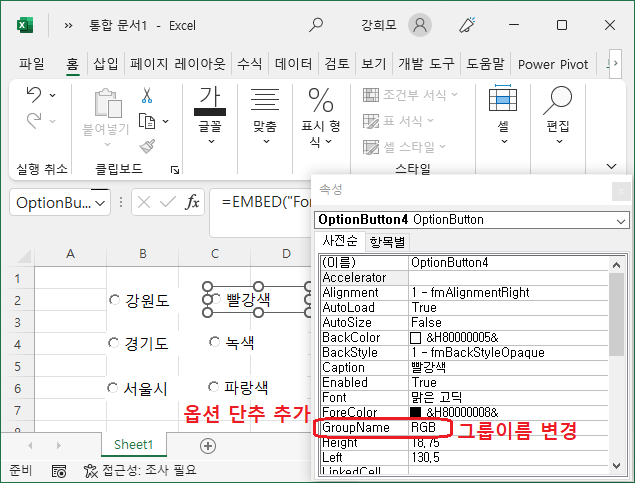 통합 문서1 - Excel
강희모
파일 홈 삽입 페이지 레이아웃 수식 데이터 검토 보기 개발 도구 도움말 Power Pivot
붙여넣기 가 글꼴 맞춤 % 표시 형식 조건부 서식 표 서식 셀 스타일 셀 편집
실행 취소 클립보드 스타일
OptionBu... fx =EMBED("For
A B C D
1
2 강원도 빨강색
3
4 경기도 녹색
5
6 서울시 파랑색
7
8
옵션 단추 추가
Sheet1
준비 접근성: 조사 필요
속성
OptionButton4 OptionButton
사전순 항목별
(이름) OptionButton4
Accelerator
Alignment 1 - fmAlignmentRight
AutoLoad True
AutoSize False
BackColor &H80000005&
BackStyle 1 - fmBackStyleOpaque
Caption 빨강색
Enabled True
Font 맑은 고딕
ForeColor &H80000008&
GroupName RGB
그룹이름 변경
Height 18.75
Left 130.5
LinkedCell